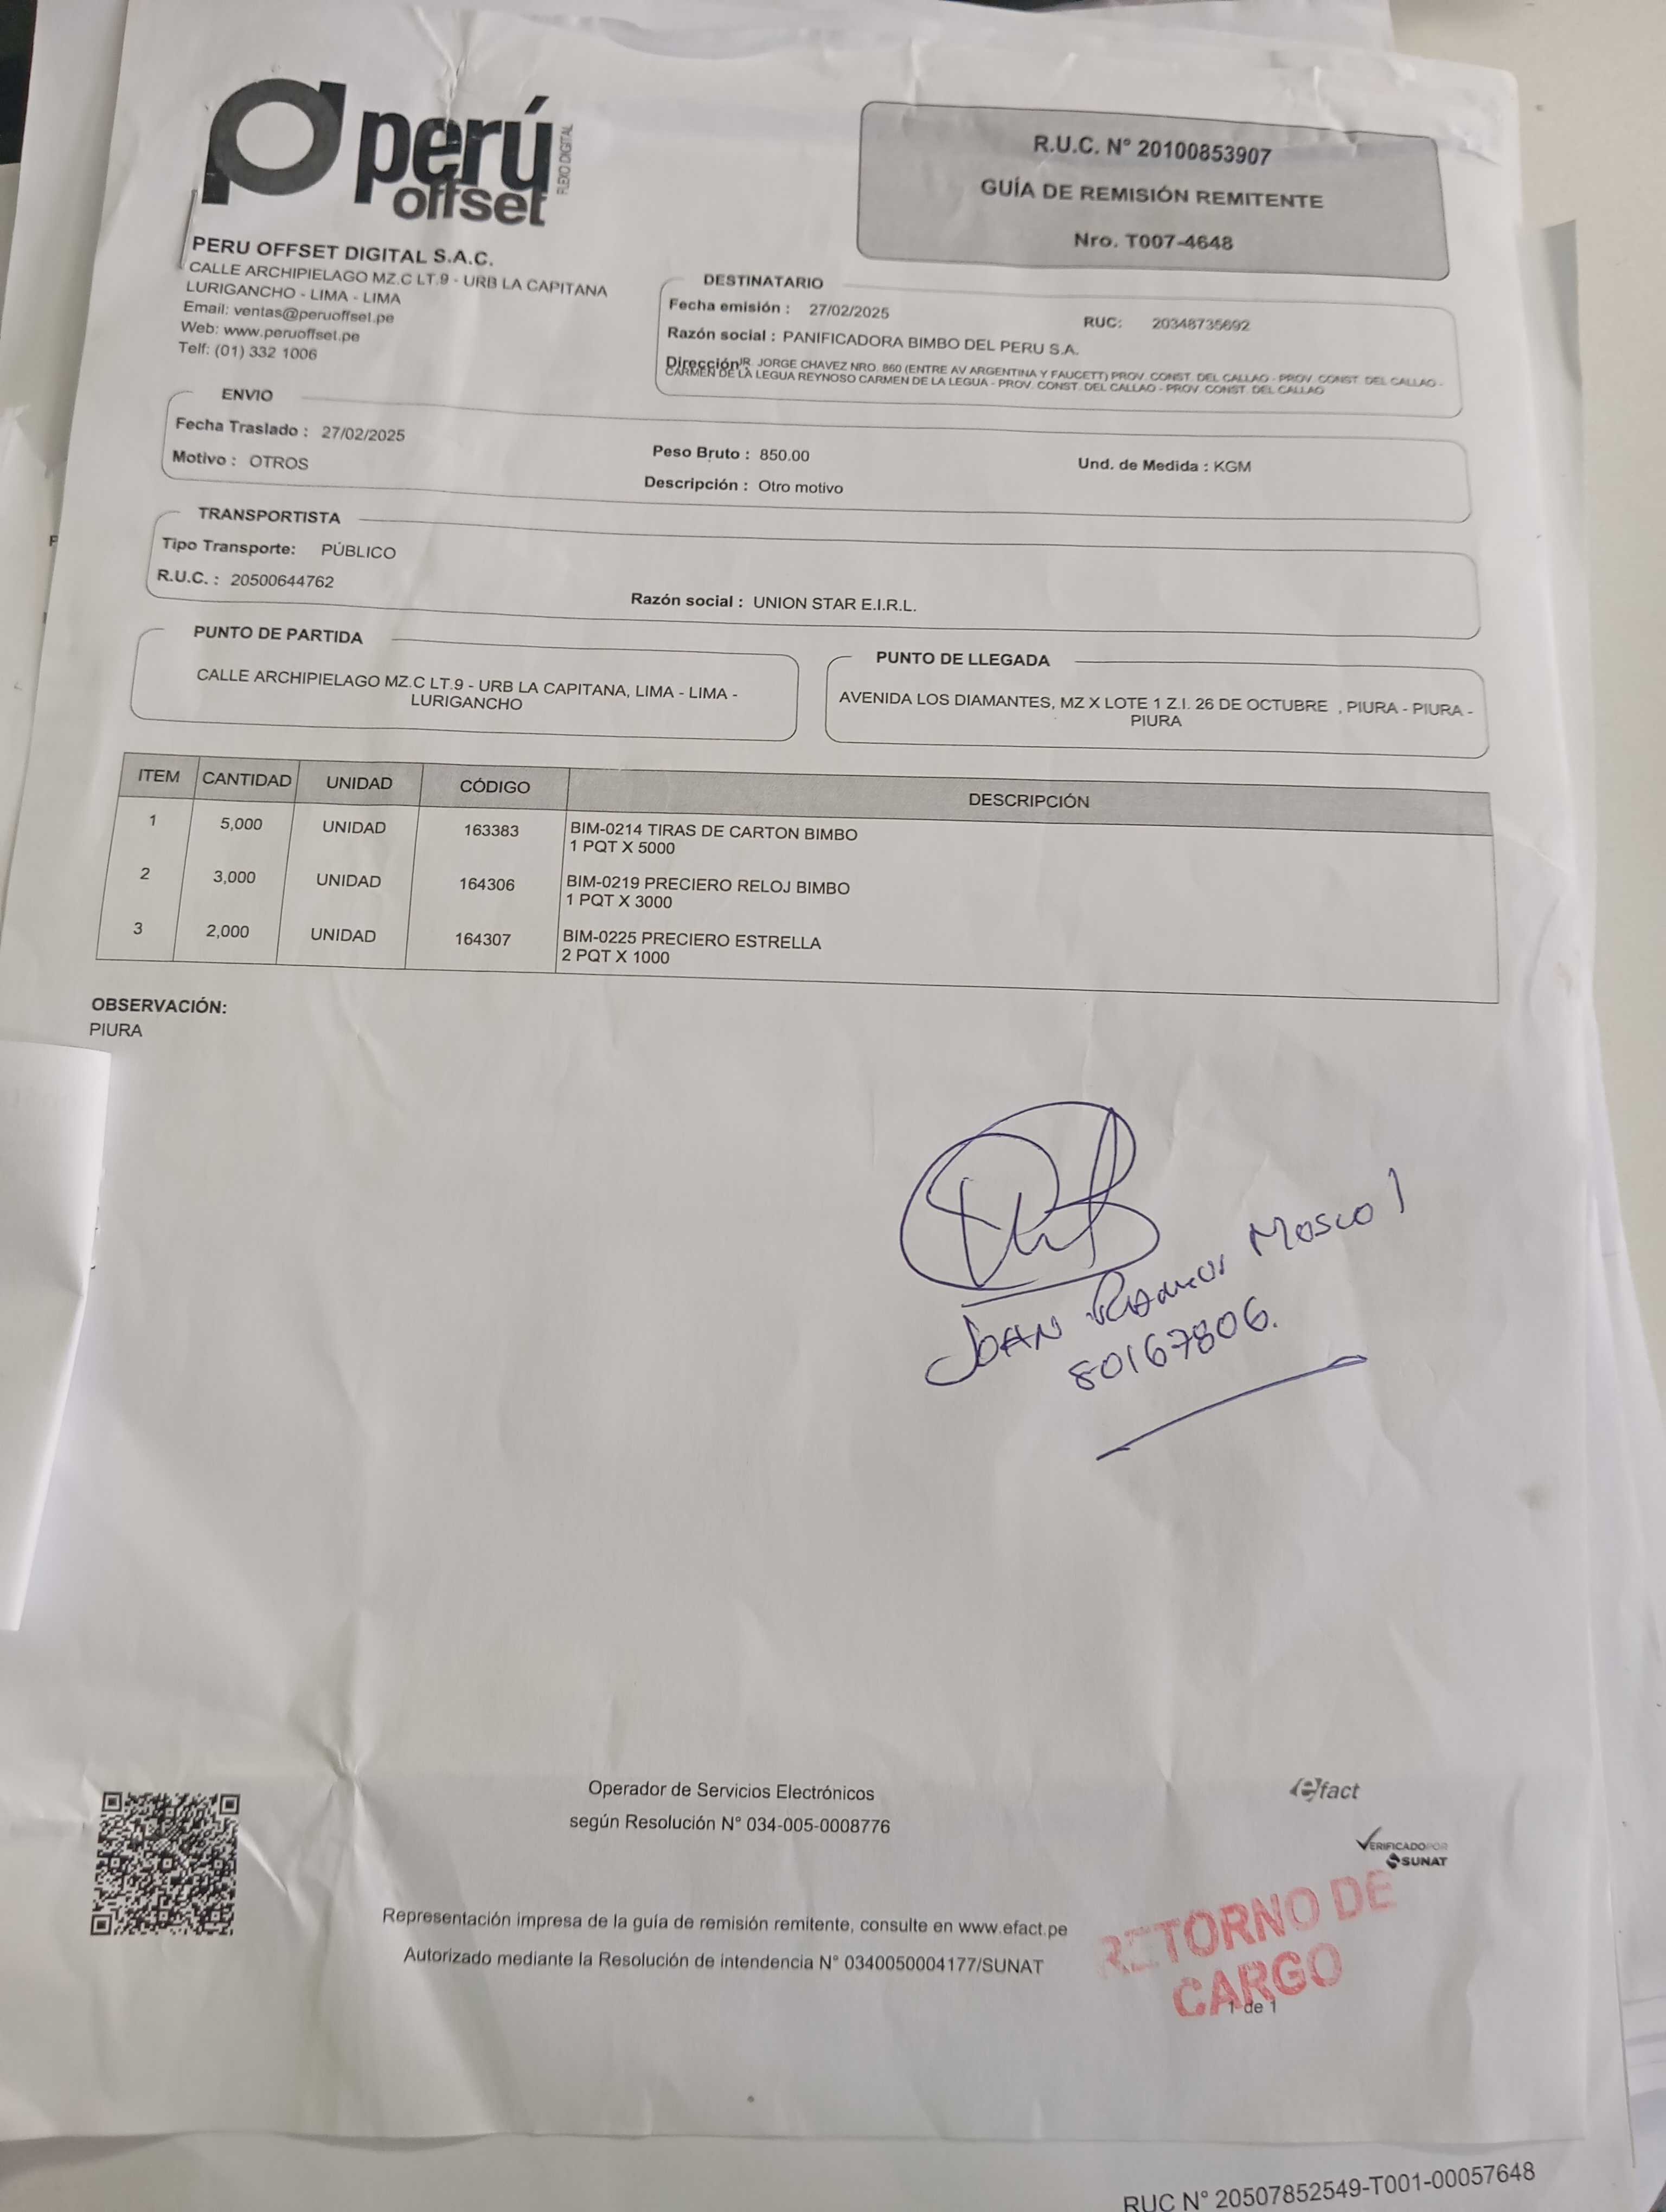 perú
offset
FLEXO DIGITAL
R.U.C. N° 20100853907
GUÍA DE REMISIÓN REMITENTE
Nro. T007-4648
PERU OFFSET DIGITAL S.A.C.
CALLE ARCHIPIELAGO MZ.C LT.9 - URB LA CAPITANA
LURIGANCHO - LIMA - LIMA
Email: ventas@peruoffset.pe
Web: www.peruoffset.pe
Telf: (01) 332 1006
DESTINATARIO
Fecha emisión : 27/02/2025
RUC: 20348735692
Razón social : PANIFICADORA BIMBO DEL PERU S.A.
Dirección: JR. JORGE CHAVEZ NRO. 860 (ENTRE AV ARGENTINA Y FAUCETT) PROV. CONST. DEL CALLAO - PROV. CONST. DEL CALLAO -
CARMEN DE LA LEGUA REYNOSO CARMEN DE LA LEGUA - PROV. CONST. DEL CALLAO - PROV. CONST. DEL CALLAO
ENVIO
Fecha Traslado : 27/02/2025
Peso Bruto : 850.00
Und. de Medida : KGM
Motivo : OTROS
Descripción : Otro motivo
TRANSPORTISTA
Tipo Transporte: PÚBLICO
R.U.C. : 20500644762
Razón social : UNION STAR E.I.R.L.
PUNTO DE PARTIDA
CALLE ARCHIPIELAGO MZ.C LT.9 - URB LA CAPITANA, LIMA - LIMA -
LURIGANCHO
PUNTO DE LLEGADA
AVENIDA LOS DIAMANTES, MZ X LOTE 1 Z.I. 26 DE OCTUBRE , PIURA - PIURA -
PIURA
ITEM CANTIDAD UNIDAD CÓDIGO DESCRIPCIÓN
1 5,000 UNIDAD 163383 BIM-0214 TIRAS DE CARTON BIMBO
1 PQT X 5000
2 3,000 UNIDAD 164306 BIM-0219 PRECIERO RELOJ BIMBO
1 PQT X 3000
3 2,000 UNIDAD 164307 BIM-0225 PRECIERO ESTRELLA
2 PQT X 1000
OBSERVACIÓN:
PIURA
JOAN Ramos Moscol
80167806.
Operador de Servicios Electrónicos
según Resolución N° 034-005-0008776
efact
VERIFICADO POR
SUNAT
Representación impresa de la guía de remisión remitente, consulte en www.efact.pe
Autorizado mediante la Resolución de intendencia N° 0340050004177/SUNAT
RETORNO DE
CARGO
1 de 1
RUC N° 20507852549-T001-00057648